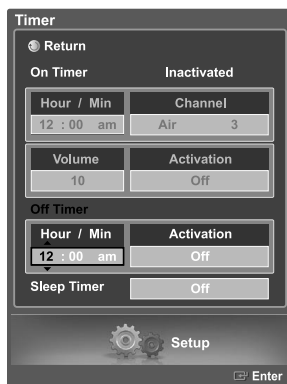 Timer
Return
On Timer Inactivated
Hour / Min Channel
12 : 00 am Air 3
Volume Activation
10 Off
Off Timer
Hour / Min Activation
12 : 00 am Off
Sleep Timer Off
Setup
Enter